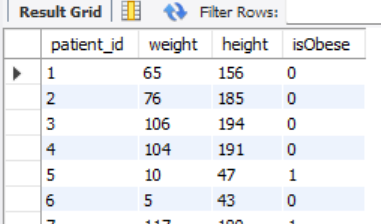 Result Grid Filter Rows:
patient_id weight height isObese
1 65 156 0
2 76 185 0
3 106 194 0
4 104 191 0
5 10 47 1
6 5 43 0